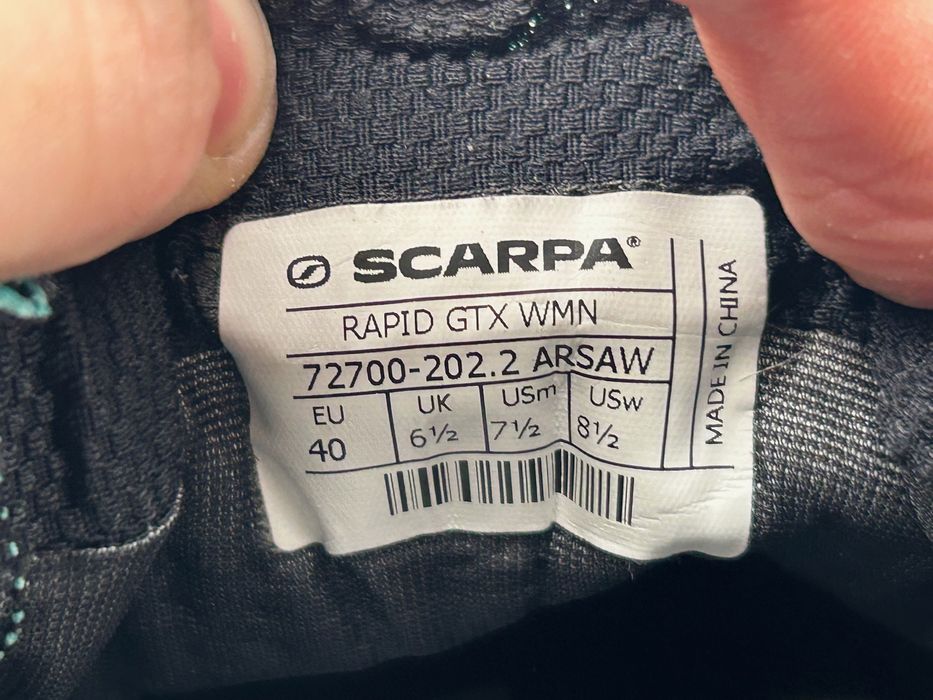 SCARPA®
RAPID GTX WMN
72700-202.2 ARSAW
EU UK USm USw
40 6½ 7½ 8½
MADE IN CHINA